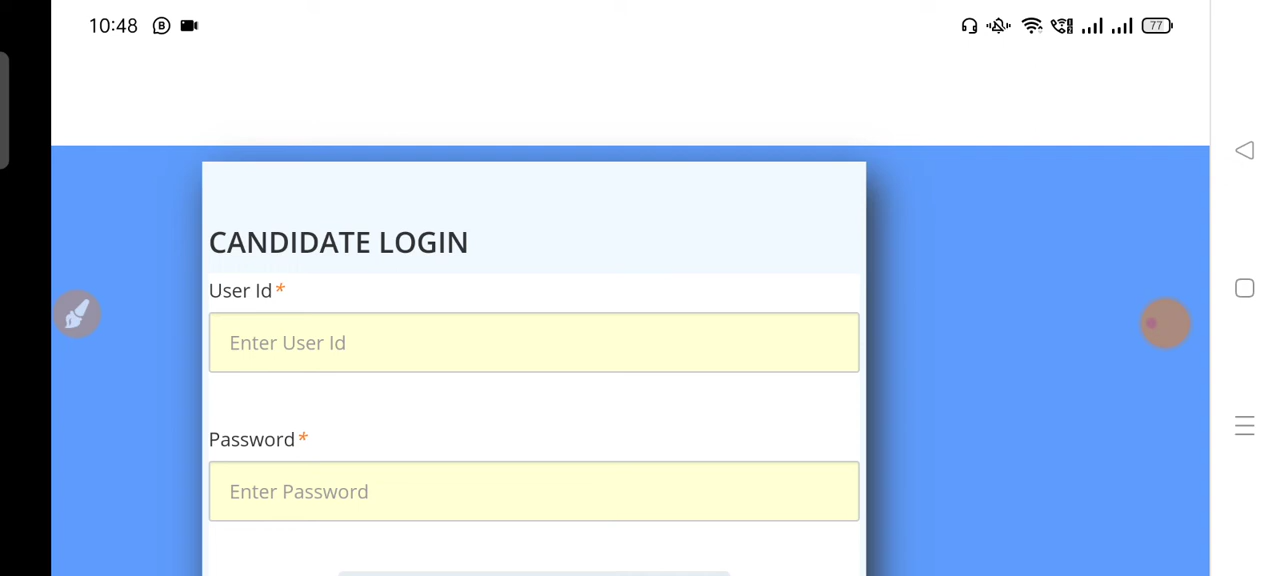 10:48
77
CANDIDATE LOGIN
User Id*
Enter User Id
Password*
Enter Password